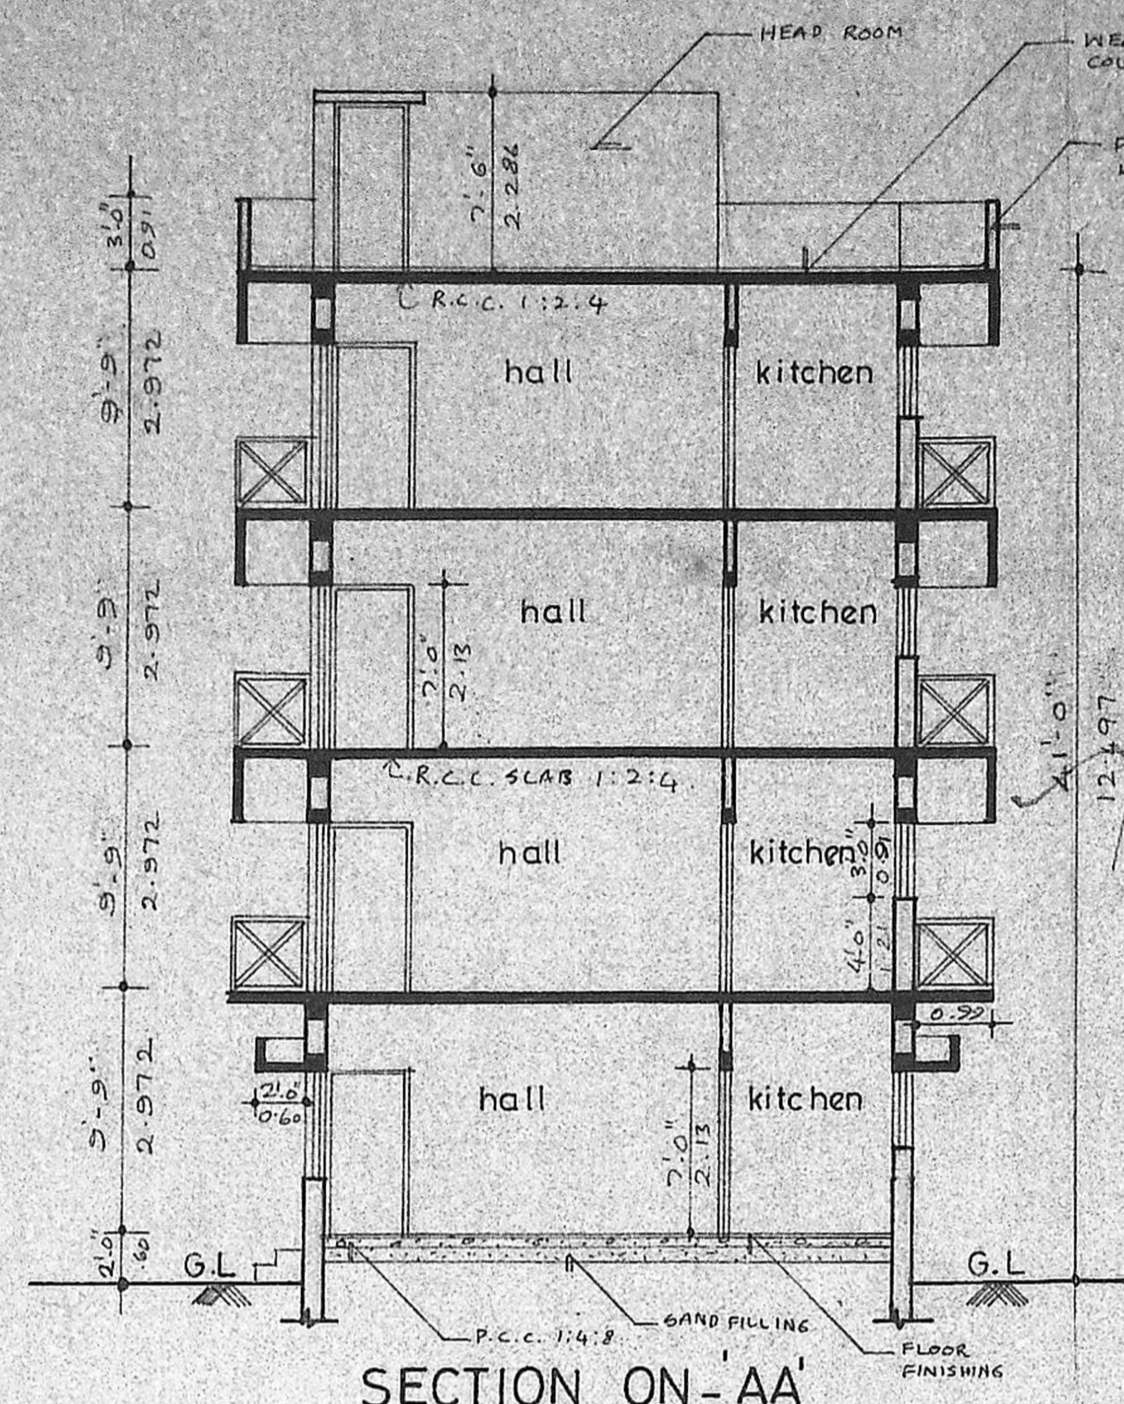 HEAD ROOM
7'-6"
2.286
3'0"
0.91
R.C.C. 1:2:4
hall
kitchen
9'-9"
2.972
hall
kitchen
9'-9"
2.972
7'0"
2.13
41'-0"
R.C.C. SLAB 1:2:4
hall
kitchen
9'-9"
2.972
3'0"
0.91
4'0"
1.21
hall
kitchen
9'-9"
2.972
2'0"
0.60
7'0"
2.13
2'0"
.60
G.L
G.L
P.C.C. 1:4:8
SAND FILLING
FLOOR
FINISHING
SECTION ON-'AA'